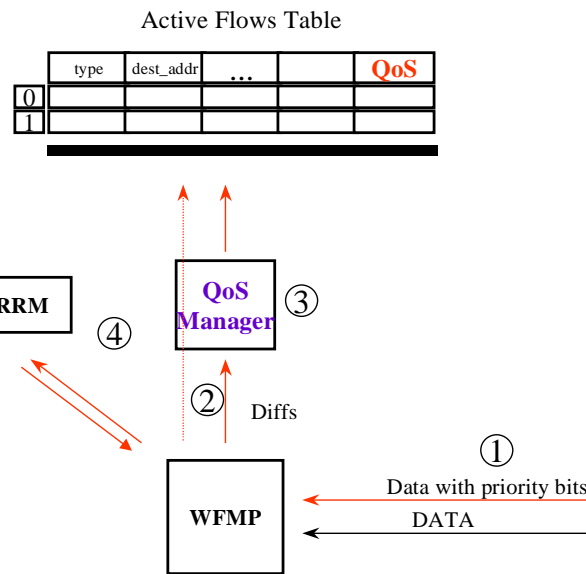 Active Flows Table
type dest_addr ... QoS
0
1
QoS
Manager
3
RRM
4
2
Diffs
1
Data with priority bits
WFMP
DATA